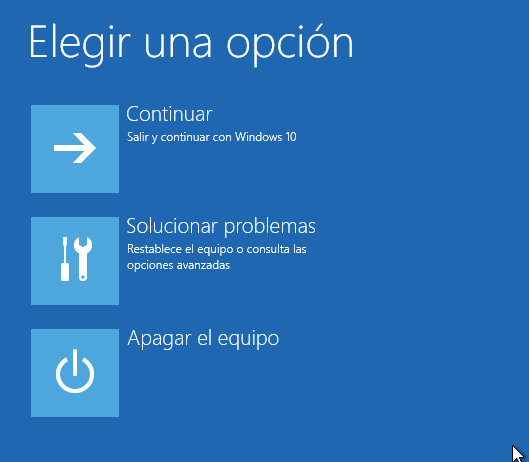 Elegir una opción
Continuar
Salir y continuar con Windows 10
Solucionar problemas
Restablece el equipo o consulta las
opciones avanzadas
Apagar el equipo